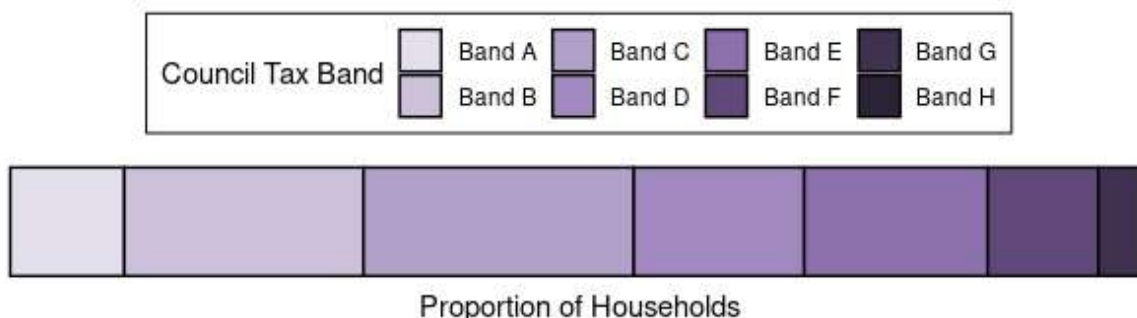 Council Tax Band
Band A
Band C
Band E
Band G
Band B
Band D
Band F
Band H
Proportion of Households